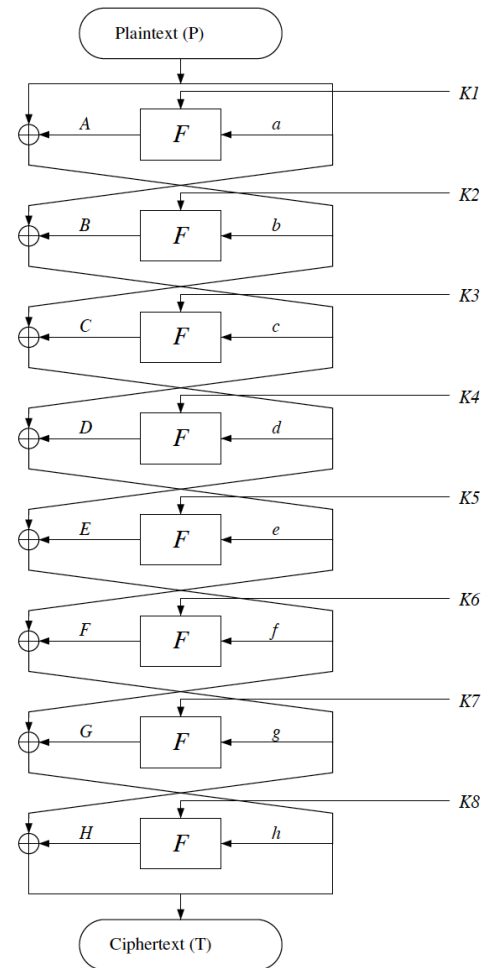 Plaintext (P)
K1
A F a
K2
B F b
K3
C F c
K4
D F d
K5
E F e
K6
F F f
K7
G F g
K8
H F h
Ciphertext (T)